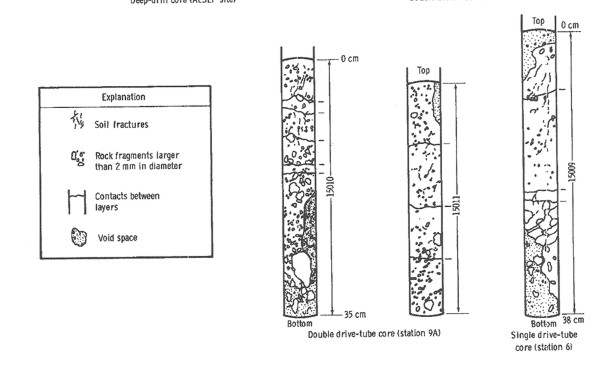 Deep-drill core (ALSEP site)
Explanation
Soil fractures
Rock fragments larger
than 2 mm in diameter
Contacts between
layers
Void space
0 cm
15010
35 cm
Bottom
Top
15011
Double drive-tube core (station 9A)
Top
0 cm
15009
38 cm
Bottom
Single drive-tube
core (station 6)